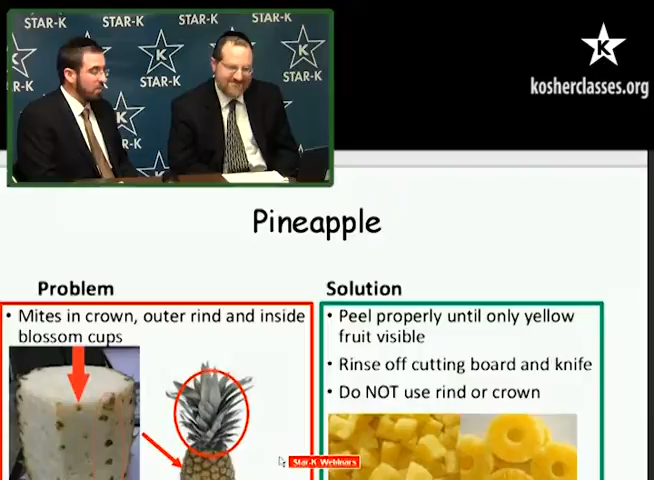 STAR-K
STAR-K
STAR-K
STAR-K
R-K
STAR-K
STAR-K
STAR-K
K
kosherclasses.org
Pineapple
Problem
• Mites in crown, outer rind and inside
blossom cups
Solution
• Peel properly until only yellow
fruit visible
• Rinse off cutting board and knife
• Do NOT use rind or crown
Star-K Webinars